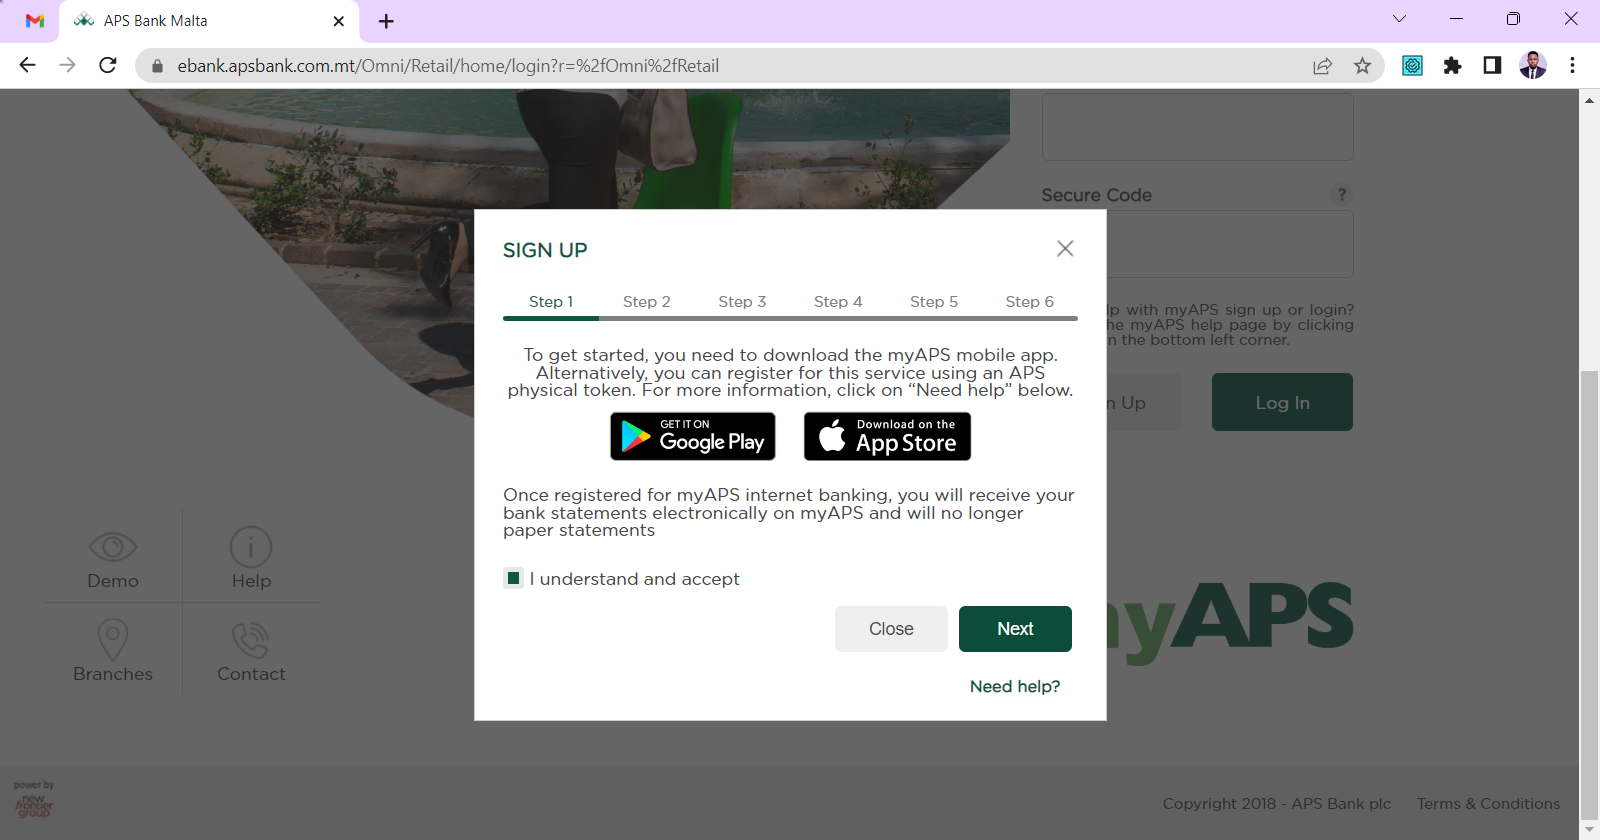 APS Bank Malta
ebank.apsbank.com.mt/Omni/Retail/home/login?r=%2fOmni%2fRetail
Secure Code
?
SIGN UP
Step 1 Step 2 Step 3 Step 4 Step 5 Step 6
To get started, you need to download the myAPS mobile app.
Alternatively, you can register for this service using an APS
physical token. For more information, click on “Need help” below.
GET IT ON
Google Play
Download on the
App Store
Once registered for myAPS internet banking, you will receive your
bank statements electronically on myAPS and will no longer
paper statements
I understand and accept
Close
Next
Need help?
lp with myAPS sign up or login?
he myAPS help page by clicking
n the bottom left corner.
n Up
Log In
Demo
Help
Branches
Contact
yAPS
power by
new
frontier
group
Copyright 2018 - APS Bank plc
Terms & Conditions